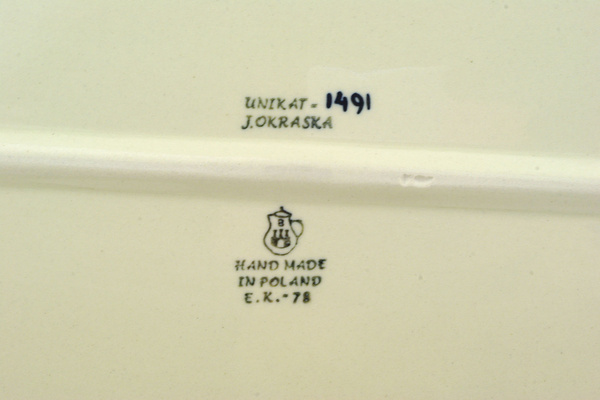 UNIKAT - 1491
J.OKRASKA
B
HAND MADE
IN POLAND
E.K.-78